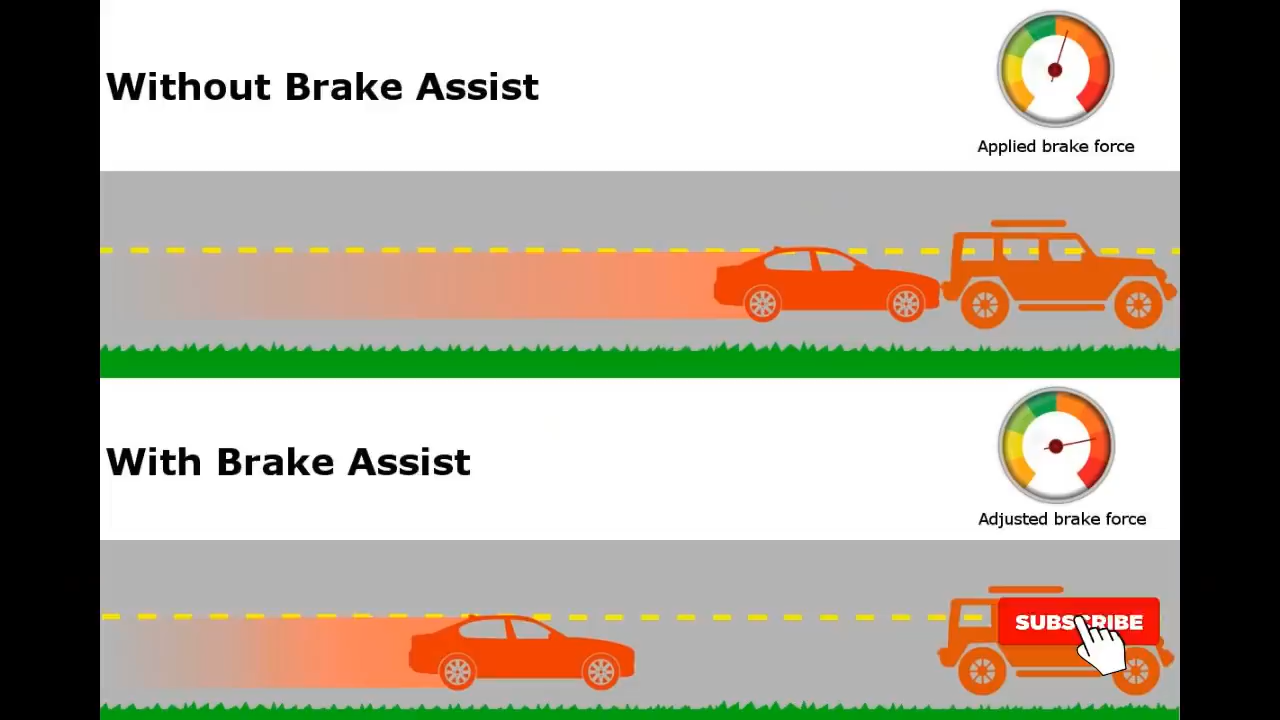 Without Brake Assist
Applied brake force
With Brake Assist
Adjusted brake force
SUBSCRIBE